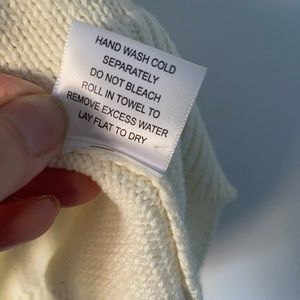 HAND WASH COLD
SEPARATELY
DO NOT BLEACH
ROLL IN TOWEL TO
REMOVE EXCESS WATER
LAY FLAT TO DRY